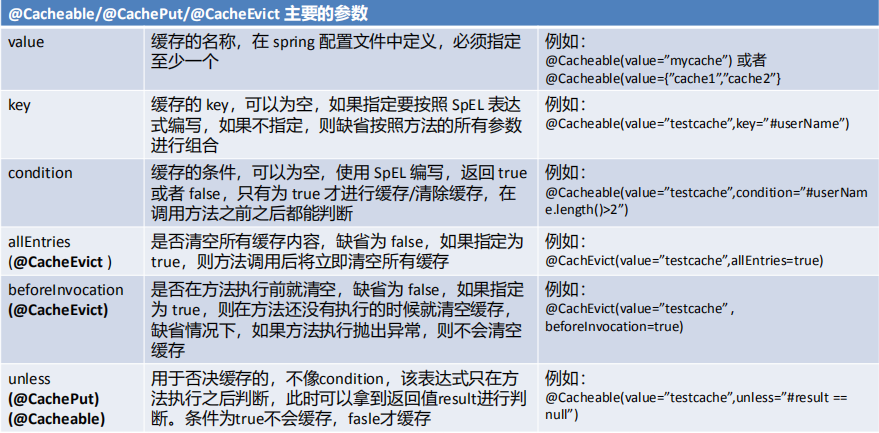 @Cacheable/@CachePut/@CacheEvict 主要的参数
value
缓存的名称，在 spring 配置文件中定义，必须指定
至少一个
例如：
@Cacheable(value=”mycache”) 或者
@Cacheable(value={”cache1”,”cache2”}
key
缓存的 key，可以为空，如果指定要按照 SpEL 表达
式编写，如果不指定，则缺省按照方法的所有参数
进行组合
例如：
@Cacheable(value=”testcache”,key=”#userName”)
condition
缓存的条件，可以为空，使用 SpEL 编写，返回 true
或者 false，只有为 true 才进行缓存/清除缓存，在
调用方法之前之后都能判断
例如：
@Cacheable(value=”testcache”,condition=”#userNam
e.length()>2”)
allEntries
(@CacheEvict )
是否清空所有缓存内容，缺省为 false，如果指定为
true，则方法调用后将立即清空所有缓存
例如：
@CachEvict(value=”testcache”,allEntries=true)
beforeInvocation
(@CacheEvict)
是否在方法执行前就清空，缺省为 false，如果指定
为 true，则在方法还没有执行的时候就清空缓存，
缺省情况下，如果方法执行抛出异常，则不会清空
缓存
例如：
@CachEvict(value=”testcache”，
beforeInvocation=true)
unless
(@CachePut)
(@Cacheable)
用于否决缓存的，不像condition，该表达式只在方
法执行之后判断，此时可以拿到返回值result进行判
断。条件为true不会缓存，fasle才缓存
例如：
@Cacheable(value=”testcache”,unless=”#result ==
null”)